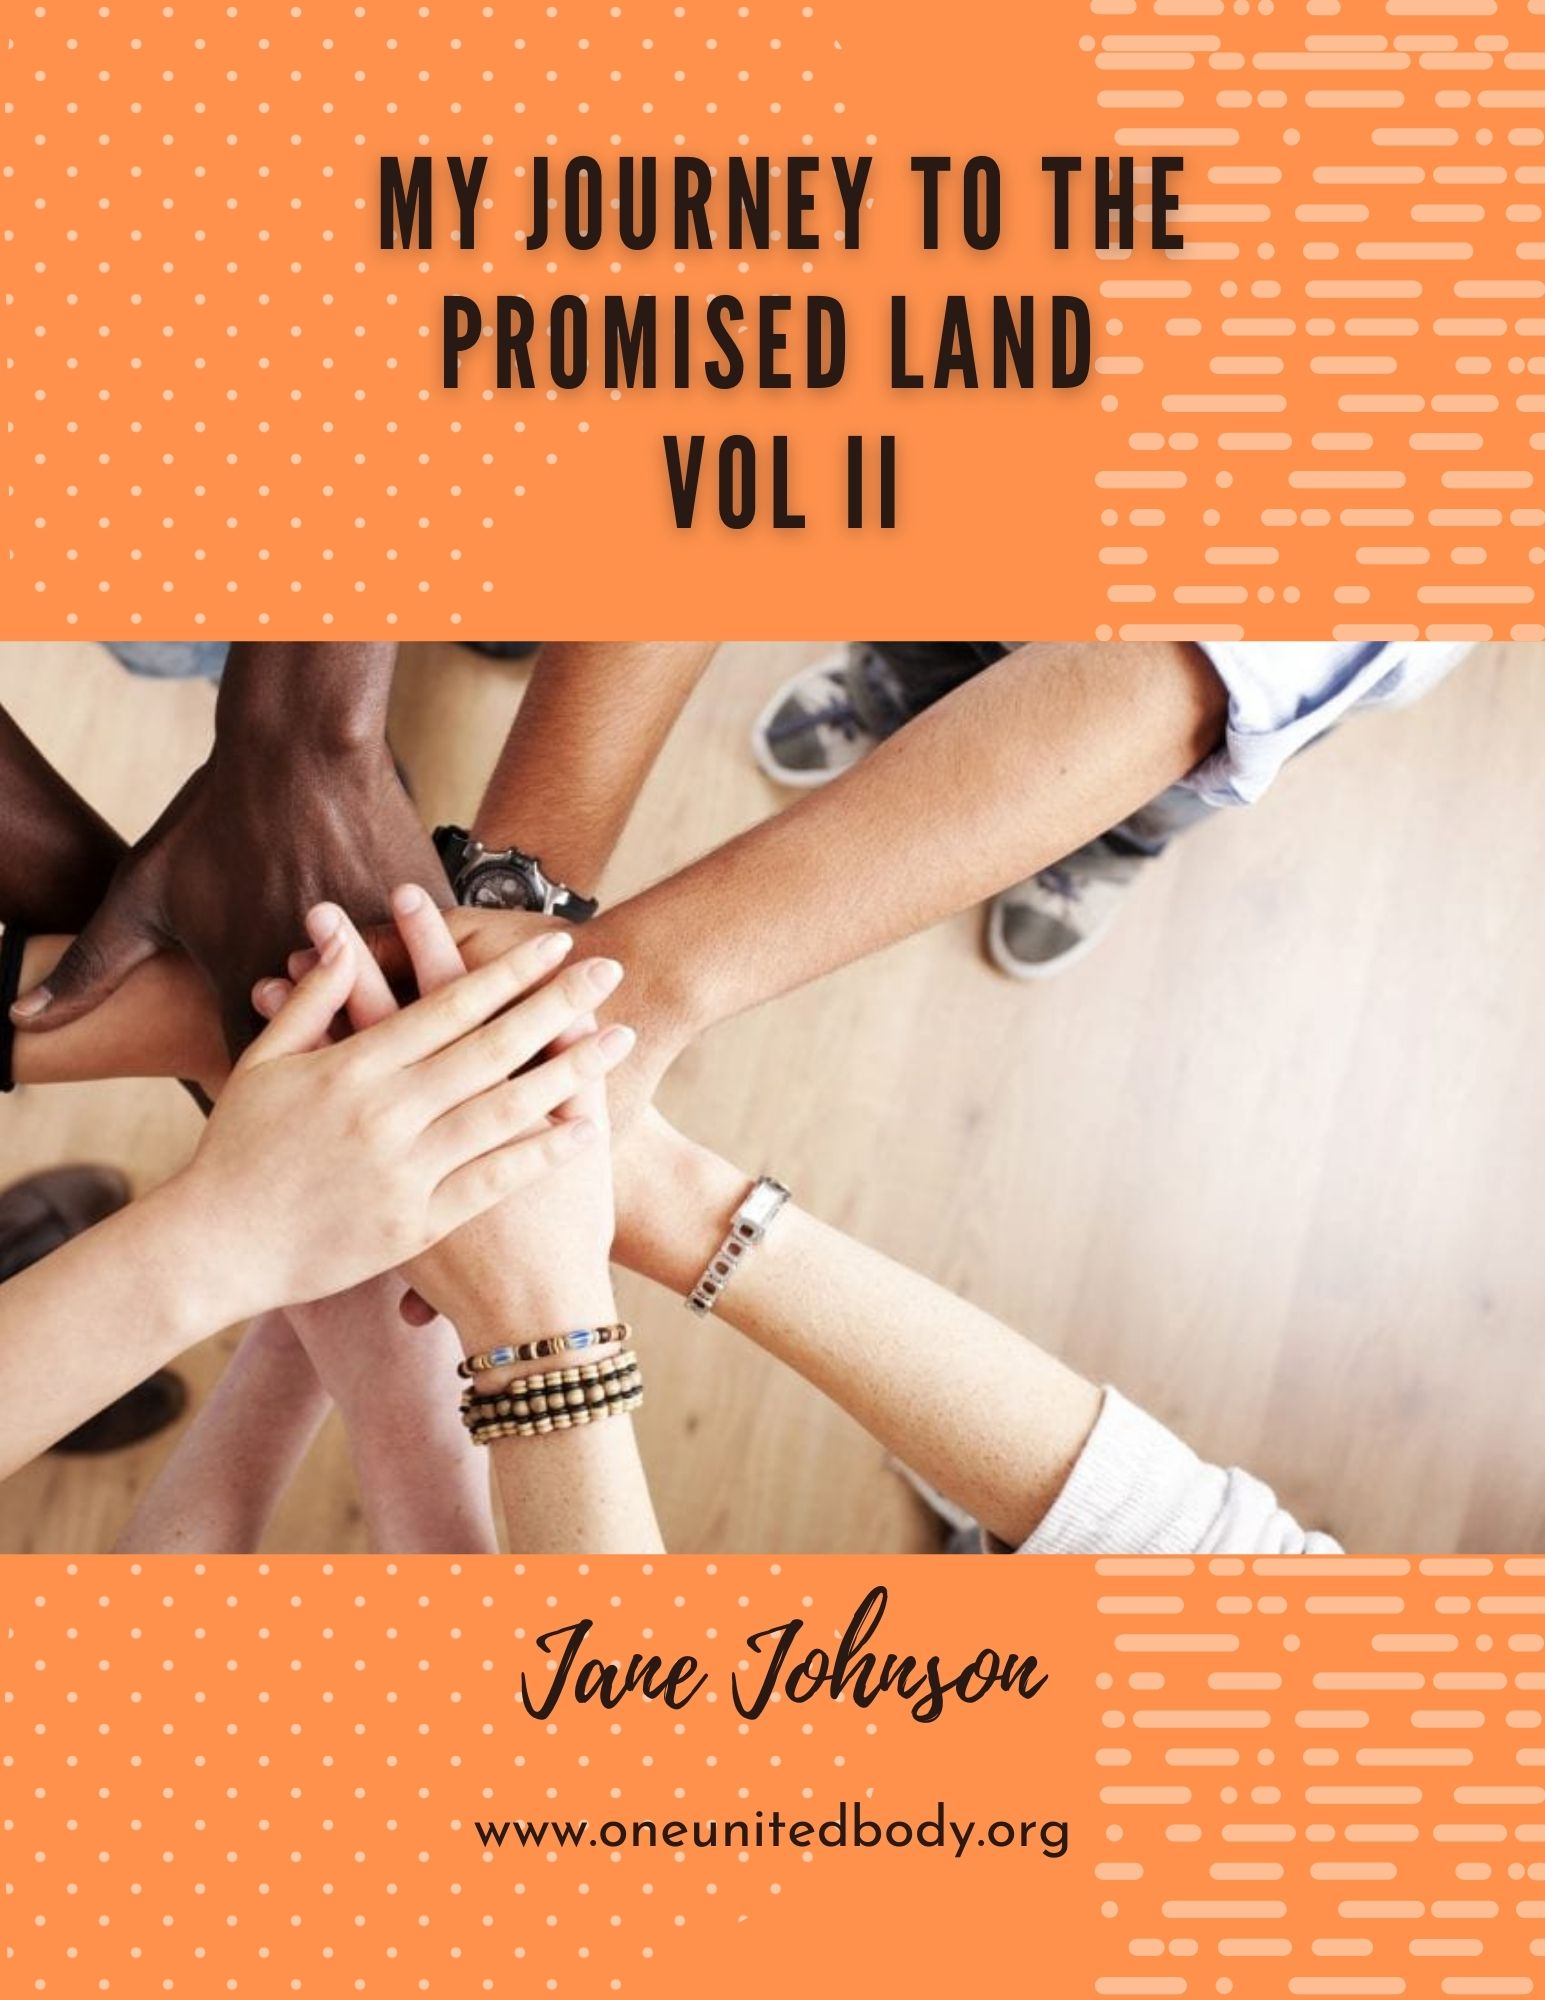 MY JOURNEY TO THE
PROMISED LAND
VOL II
Jane Johnson
www.oneunitedbody.org